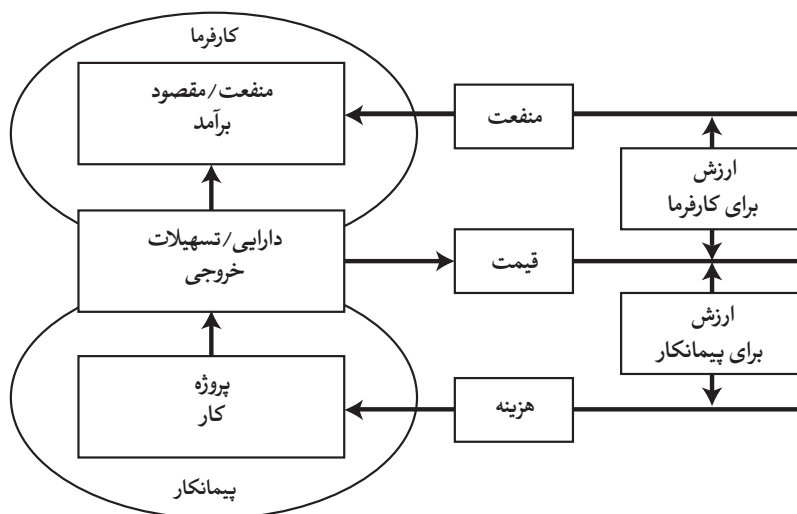 کارفرما
منفعت/مقصود
برآمد
منفعت
ارزش
برای کارفرما
دارایی/تسهیلات
خروجی
قیمت
ارزش
برای پیمانکار
پروژه
کار
هزینه
پیمانکار